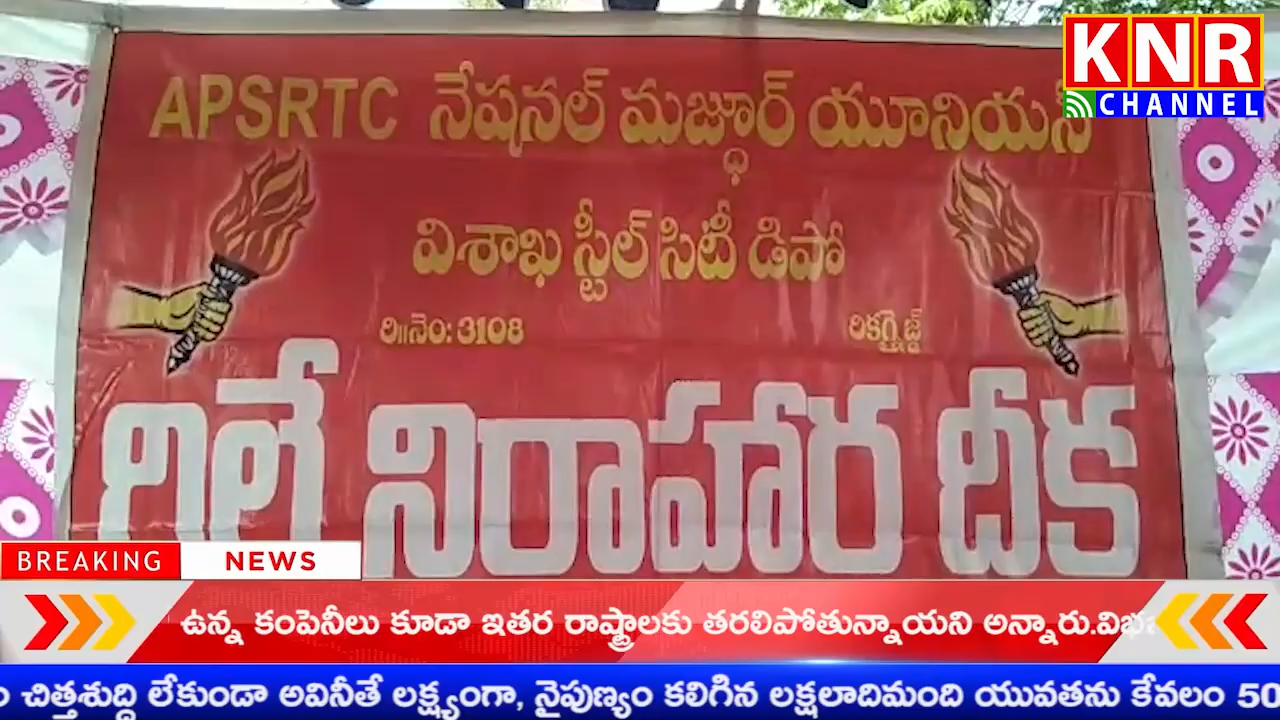 KNR
CHANNEL
APSRTC నేషనల్ మజ్దూర్ యూనియన్
విశాఖ స్టీల్ సిటీ డిపో
రి॥నెం: 3108 రికగ్నైజ్డ్
రిలే నిరాహార దీక్ష
BREAKING NEWS
ఉన్న కంపెనీలు కూడా ఇతర రాష్ట్రాలకు తరలిపోతున్నాయని అన్నారు.
చిత్తశుద్ది లేకుండా అవినీతే లక్ష్యంగా, నైపుణ్యం కలిగిన లక్షలాదిమంది యువతను కేవలం 50